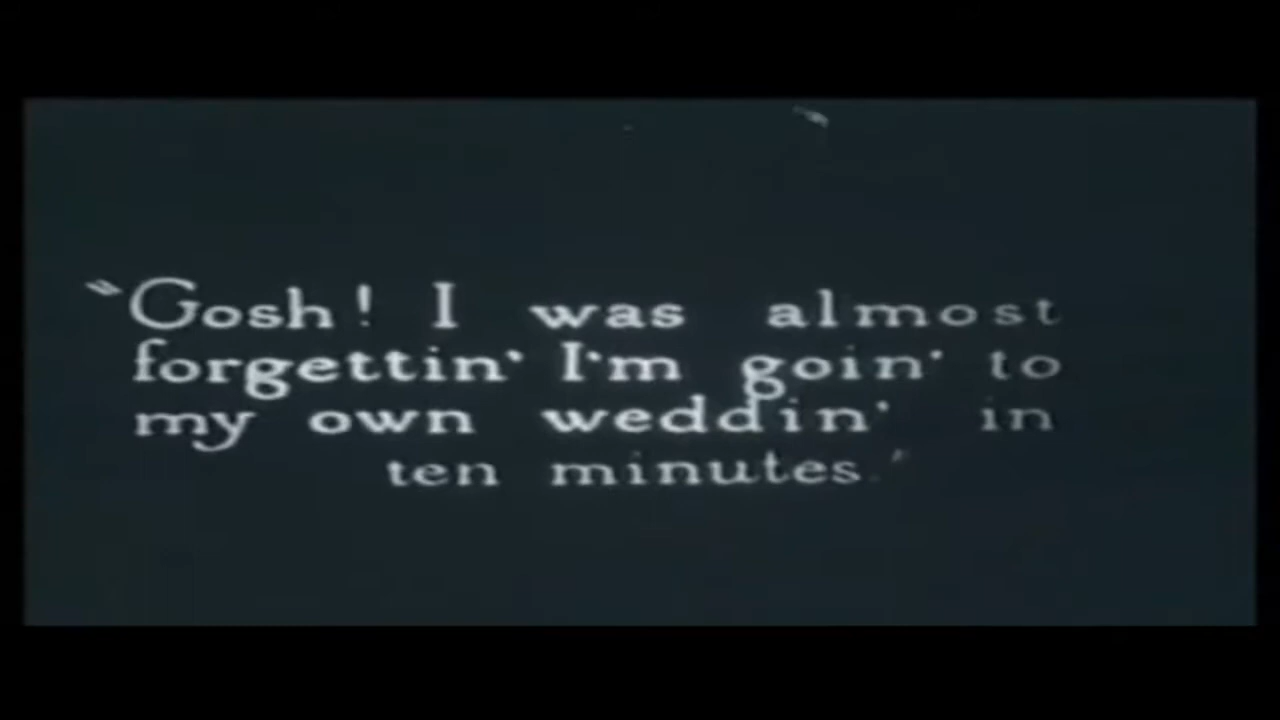 "Gosh! I was almost
forgettin' I'm goin' to
my own weddin' in
ten minutes."